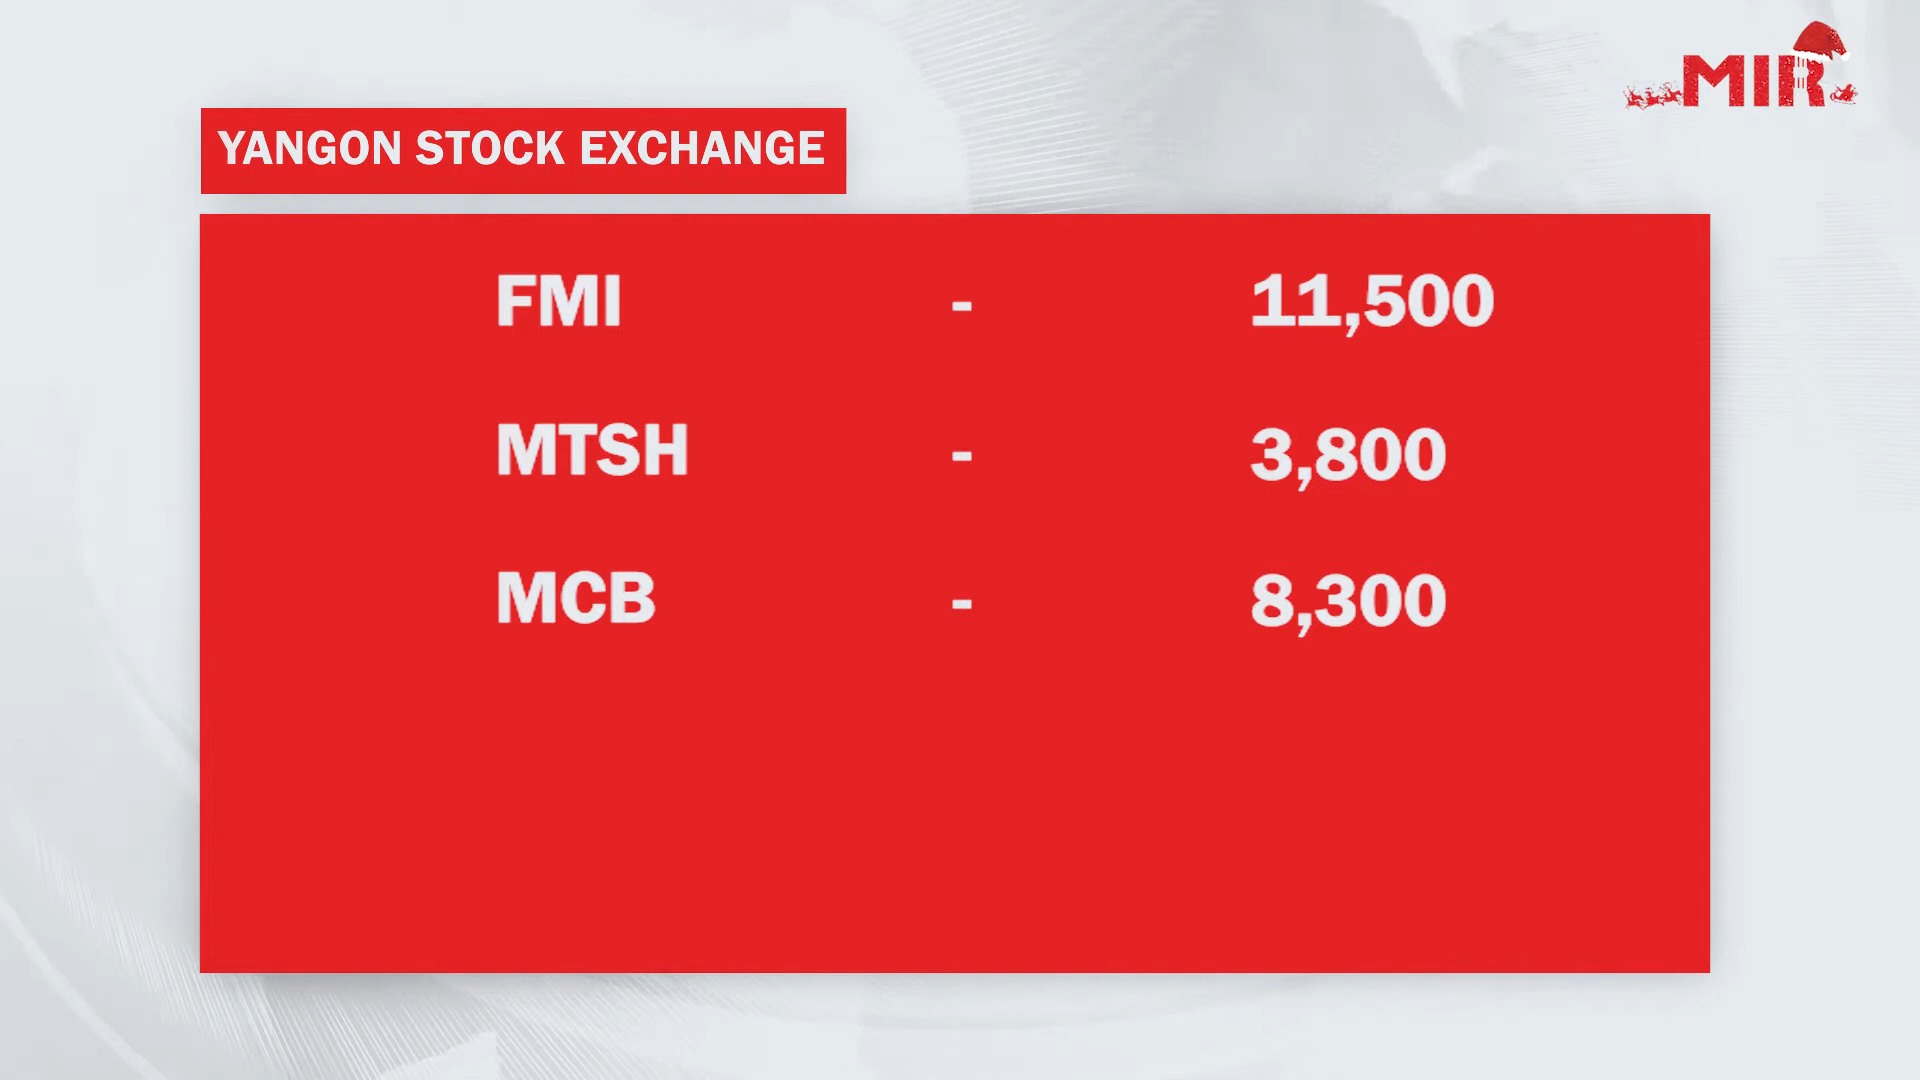 MIR
YANGON STOCK EXCHANGE
FMI - 11,500
MTSH - 3,800
MCB - 8,300